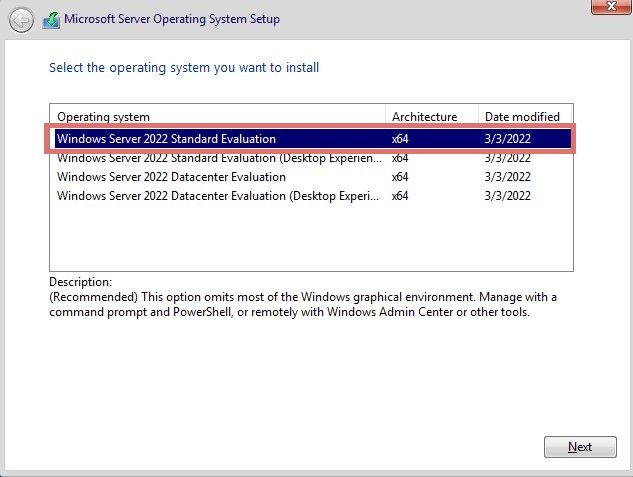 Microsoft Server Operating System Setup
Select the operating system you want to install
Operating system Architecture Date modified
Windows Server 2022 Standard Evaluation x64 3/3/2022
Windows Server 2022 Standard Evaluation (Desktop Experien... x64 3/3/2022
Windows Server 2022 Datacenter Evaluation x64 3/3/2022
Windows Server 2022 Datacenter Evaluation (Desktop Experi... x64 3/3/2022
Description:
(Recommended) This option omits most of the Windows graphical environment. Manage with a
command prompt and PowerShell, or remotely with Windows Admin Center or other tools.
Next